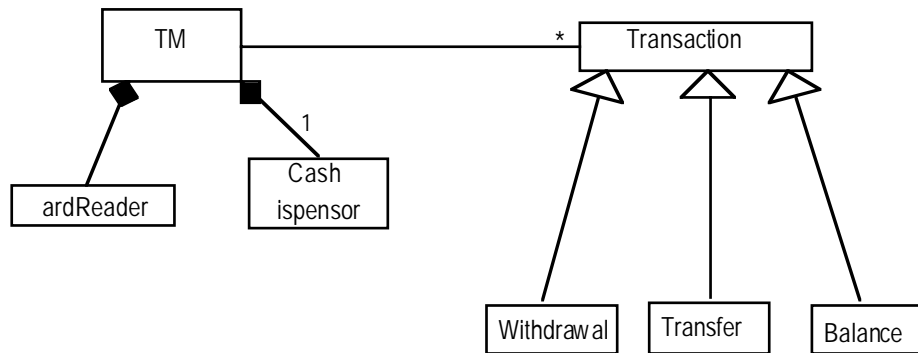 TM
*
Transaction
1
ardReader
Cash
ispensor
Withdrawal
Transfer
Balance